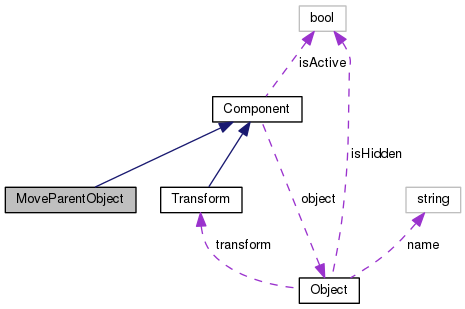 bool
isActive
Component
isHidden
MoveParentObject
Transform
object
string
transform
name
Object